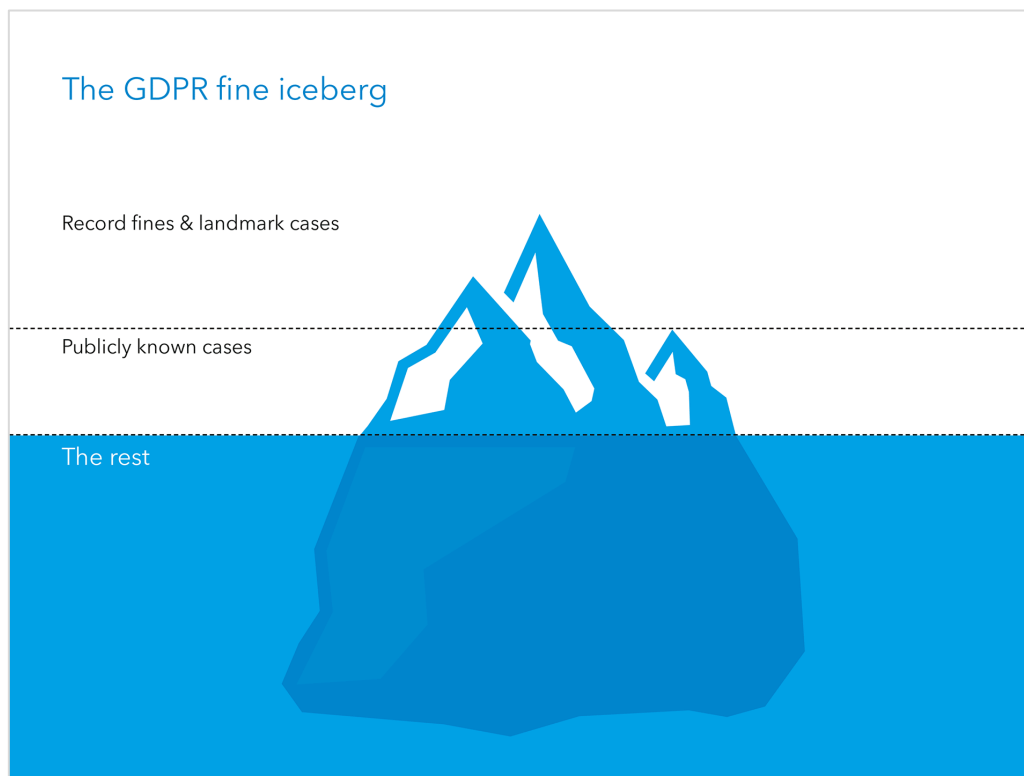 The GDPR fine iceberg
Record fines & landmark cases
Publicly known cases
The rest